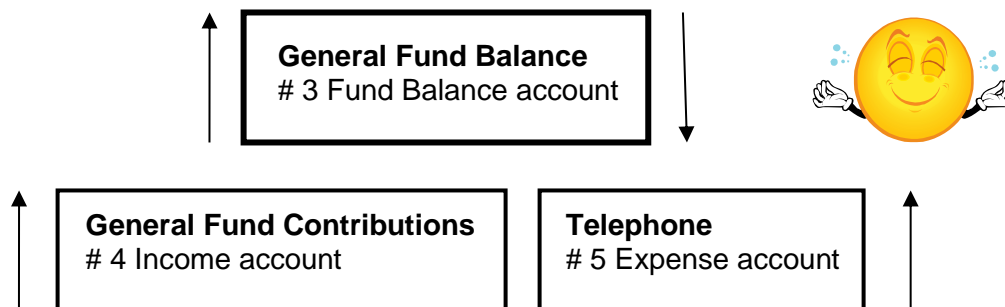 General Fund Balance
# 3 Fund Balance account
General Fund Contributions
# 4 Income account
Telephone
# 5 Expense account